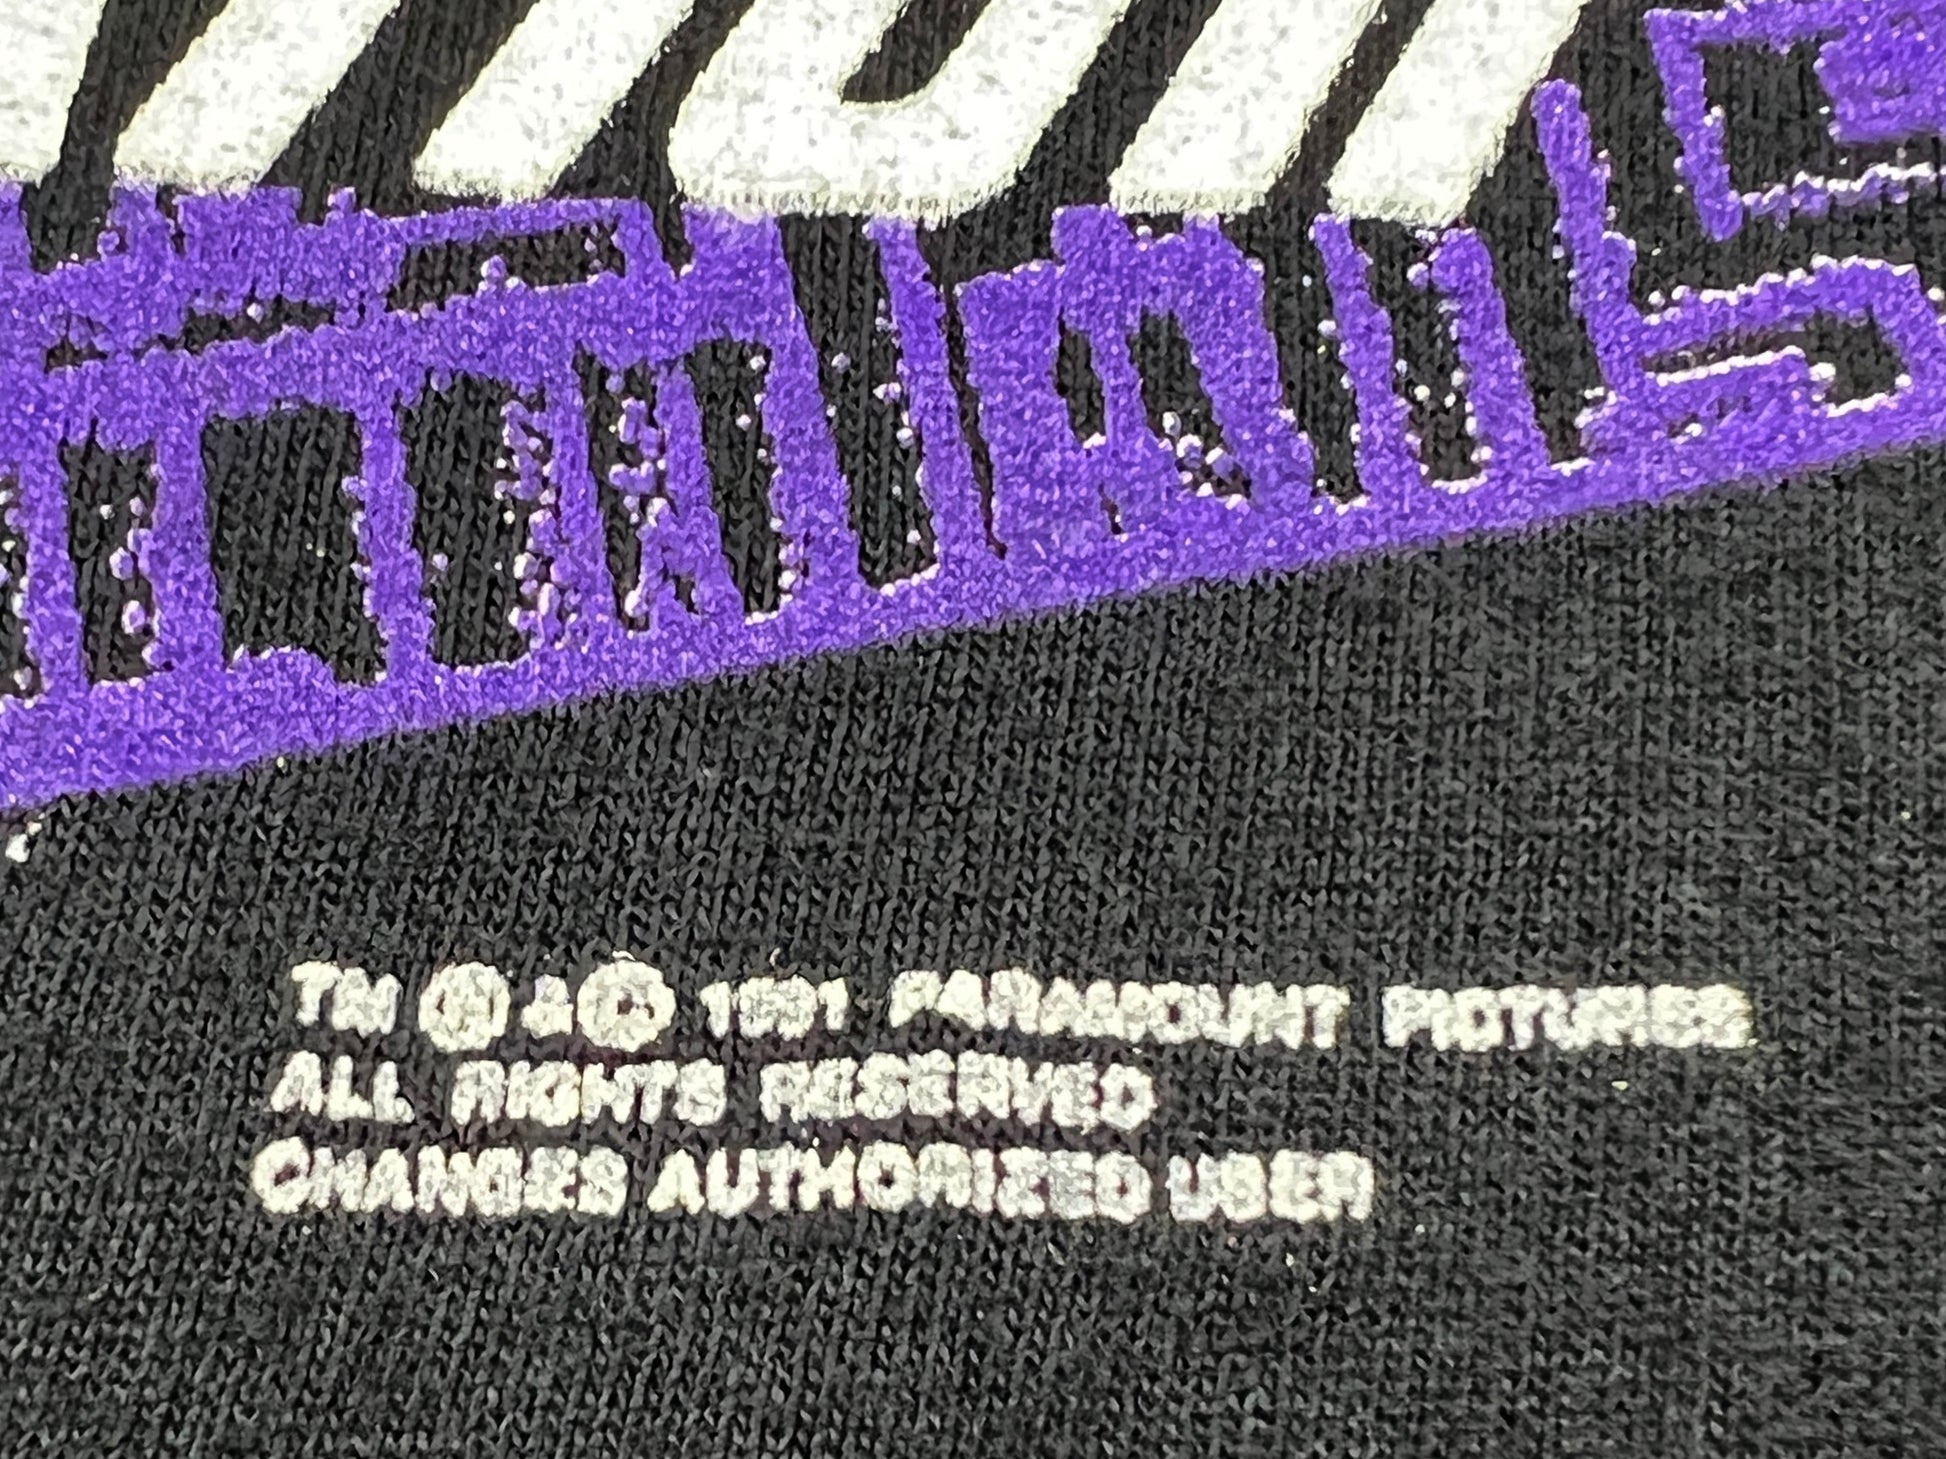 TM ® & © 1991 PARAMOUNT PICTURES
ALL RIGHTS RESERVED
CHANGES AUTHORIZED USER